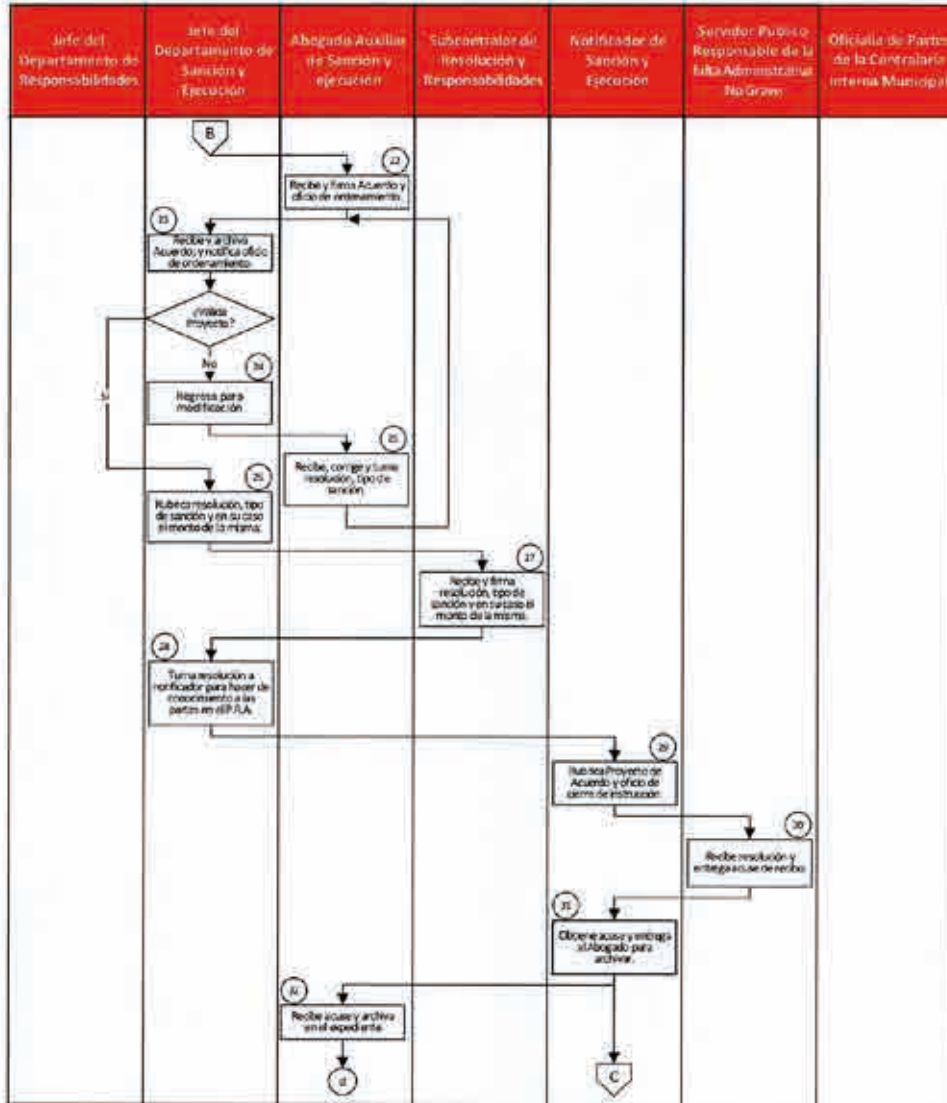 Jefe del
Departamento de
Responsabilidades
Jefe del
Departamento de
Sanción y
Ejecución
Abogado Auxiliar
de Sanción y
ejecución
Subcontralor de
Resolución y
Responsabilidades
Notificador de
Sanción y
Ejecución
Servidor Público
Responsable de la
falta Administrativa
No Grave
Oficialía de Partes
de la Contraloría
Interna Municipal
B
22
Recibe y firma Acuerdo y
oficio de ordenamiento.
23
Recibe y archiva
Acuerdo, y notifica oficio
de ordenamiento
¿Valida
Proyecto?
No
24
Regresa para
modificación
25
Recibe, corrige y turna
resolución, tipo de
sanción.
26
Rubrica resolución, tipo
de sanción y en su caso
el monto de la misma.
27
Recibe y firma
resolución, tipo de
sanción y en su caso el
monto de la misma.
28
Turna resolución a
notificador para hacer de
conocimiento a las
partes en el P.R.A.
29
Rubrica Proyecto de
Acuerdo y oficio de
cierre de instrucción
30
Recibe resolución y
entrega acuse de recibo
31
Obtiene acuse y entrega
al Abogado para
archivar.
32
Recibe acuse y archiva
en el expediente
d
C